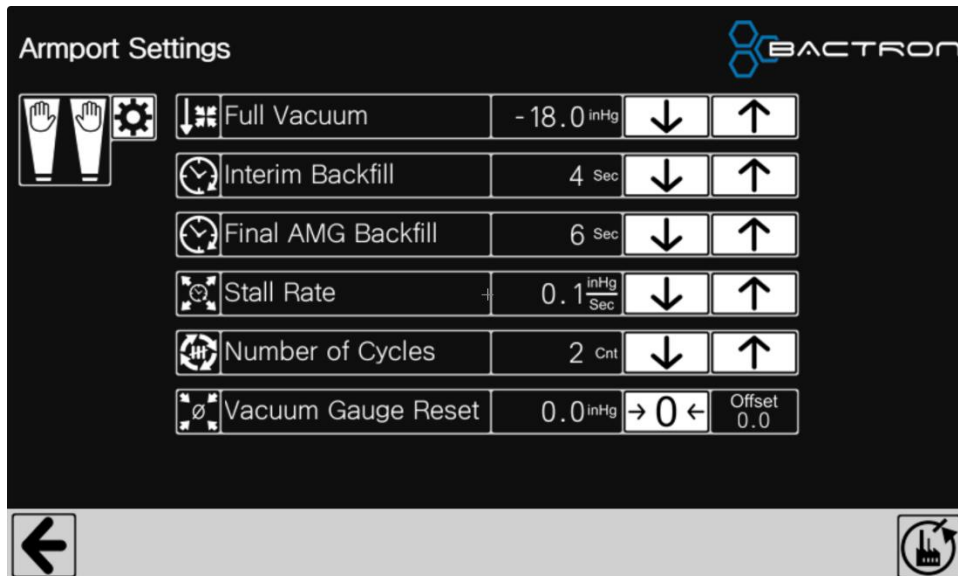 Armport Settings
BACTRON
Full Vacuum -18.0 inHg
Interim Backfill 4 Sec
Final AMG Backfill 6 Sec
Stall Rate 0.1 inHg/Sec
Number of Cycles 2 Cnt
Vacuum Gauge Reset 0.0 inHg 0 Offset 0.0